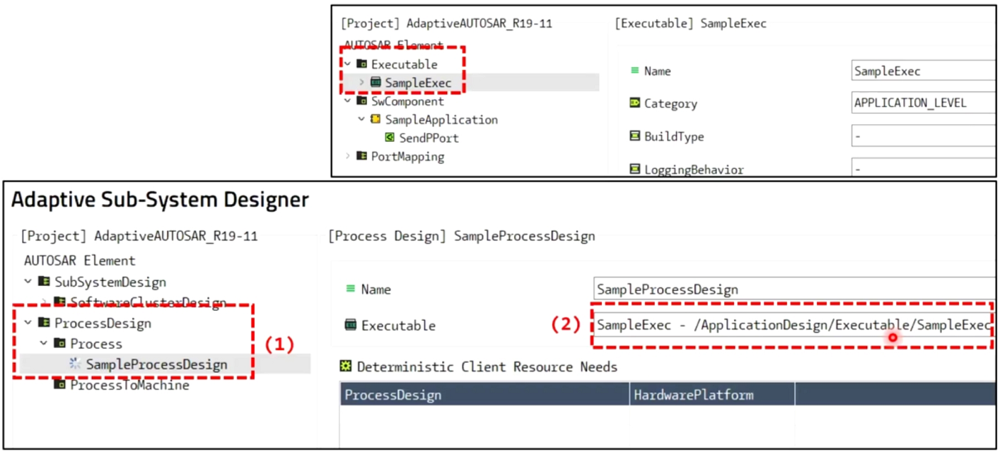 [Project] AdaptiveAUTOSAR_R19-11
AUTOSAR Element
Executable
SampleExec
SwComponent
SampleApplication
SendPPort
PortMapping
[Executable] SampleExec
Name SampleExec
Category APPLICATION_LEVEL
BuildType -
LoggingBehavior -
Adaptive Sub-System Designer
[Project] AdaptiveAUTOSAR_R19-11
AUTOSAR Element
SubSystemDesign
SoftwareClusterDesign
ProcessDesign
Process
SampleProcessDesign
ProcessToMachine
(1)
[Process Design] SampleProcessDesign
Name SampleProcessDesign
Executable (2) SampleExec - /ApplicationDesign/Executable/SampleExec
Deterministic Client Resource Needs
ProcessDesign HardwarePlatform